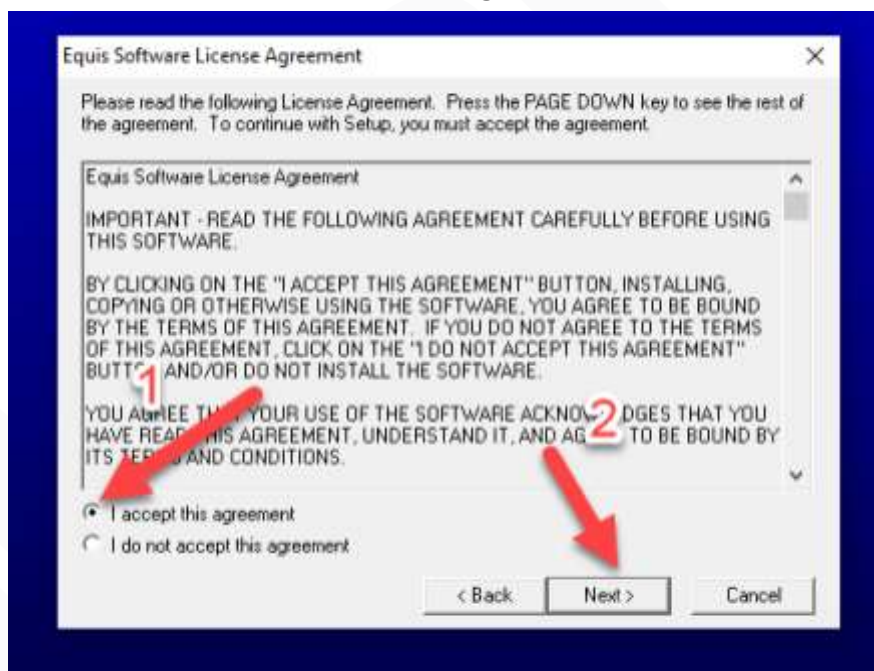 Equis Software License Agreement
Please read the following License Agreement. Press the PAGE DOWN key to see the rest of
the agreement. To continue with Setup, you must accept the agreement.
Equis Software License Agreement
IMPORTANT - READ THE FOLLOWING AGREEMENT CAREFULLY BEFORE USING
THIS SOFTWARE.
BY CLICKING ON THE "I ACCEPT THIS AGREEMENT" BUTTON, INSTALLING,
COPYING OR OTHERWISE USING THE SOFTWARE, YOU AGREE TO BE BOUND
BY THE TERMS OF THIS AGREEMENT. IF YOU DO NOT AGREE TO THE TERMS
OF THIS AGREEMENT, CLICK ON THE "I DO NOT ACCEPT THIS AGREEMENT"
AND/OR DO NOT INSTALL THE SOFTWARE.
1
YOU AGREE THAT YOUR USE OF THE SOFTWARE THAT YOU
HAVE READ THIS AGREEMENT, UNDERSTAND IT, AND TO BE BOUND BY
2
ITS AND CONDITIONS.
I accept this agreement
I do not accept this agreement
< Back
Next >
Cancel